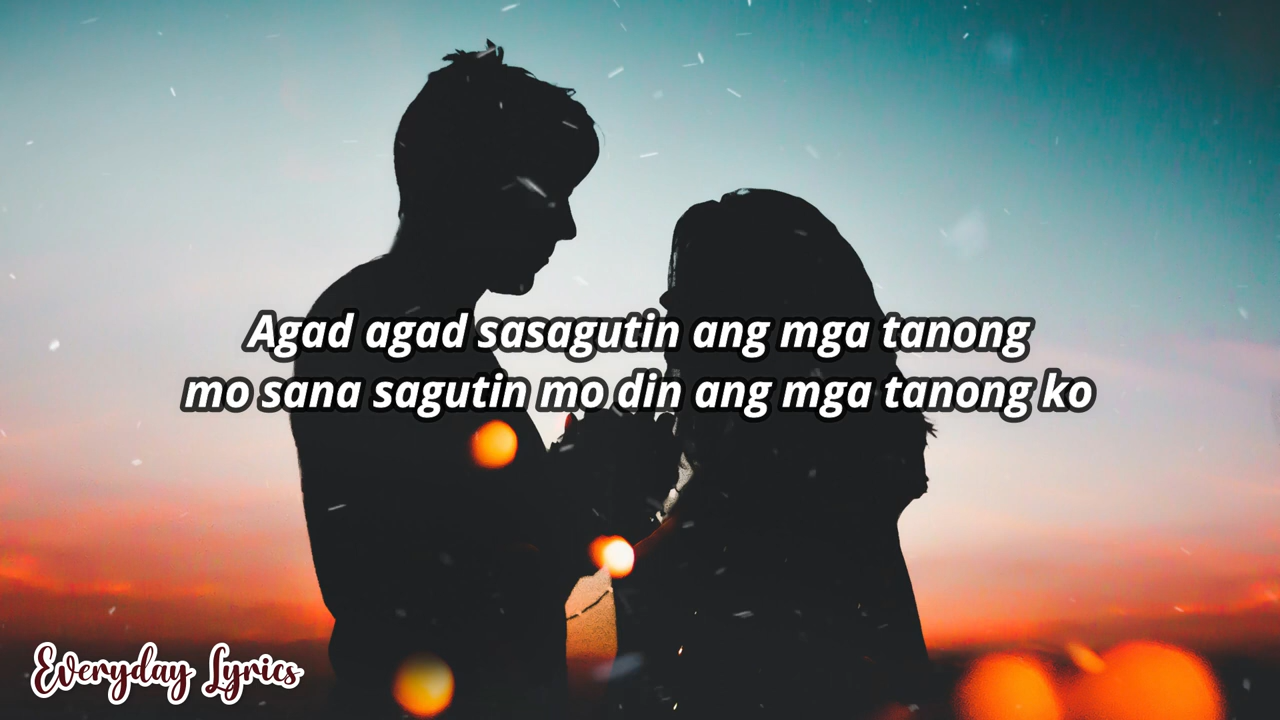 Agad agad sasagutin ang mga tanong
mo sana sagutin mo din ang mga tanong ko
Everyday Lyrics